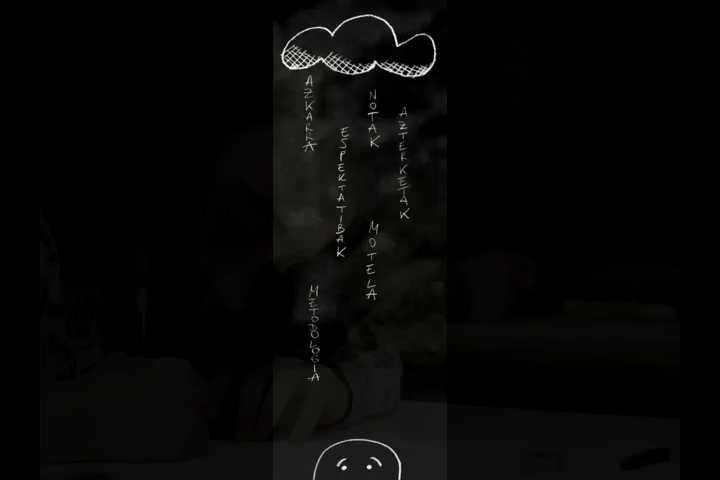 AZKARRA
ESPEKTATIBAK
NOTAK
AZTERKETAK
MOTELA
METODOLOGIA